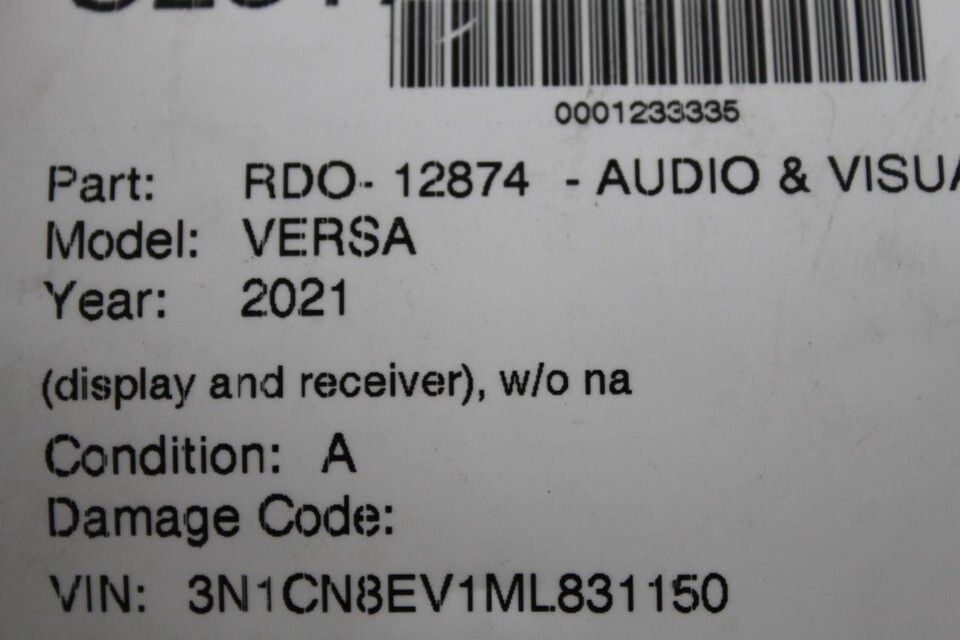 0001233335
Part: RDO- 12874 - AUDIO & VISUA
Model: VERSA
Year: 2021
(display and receiver), w/o na
Condition: A
Damage Code:
VIN: 3N1CN8EV1ML831150